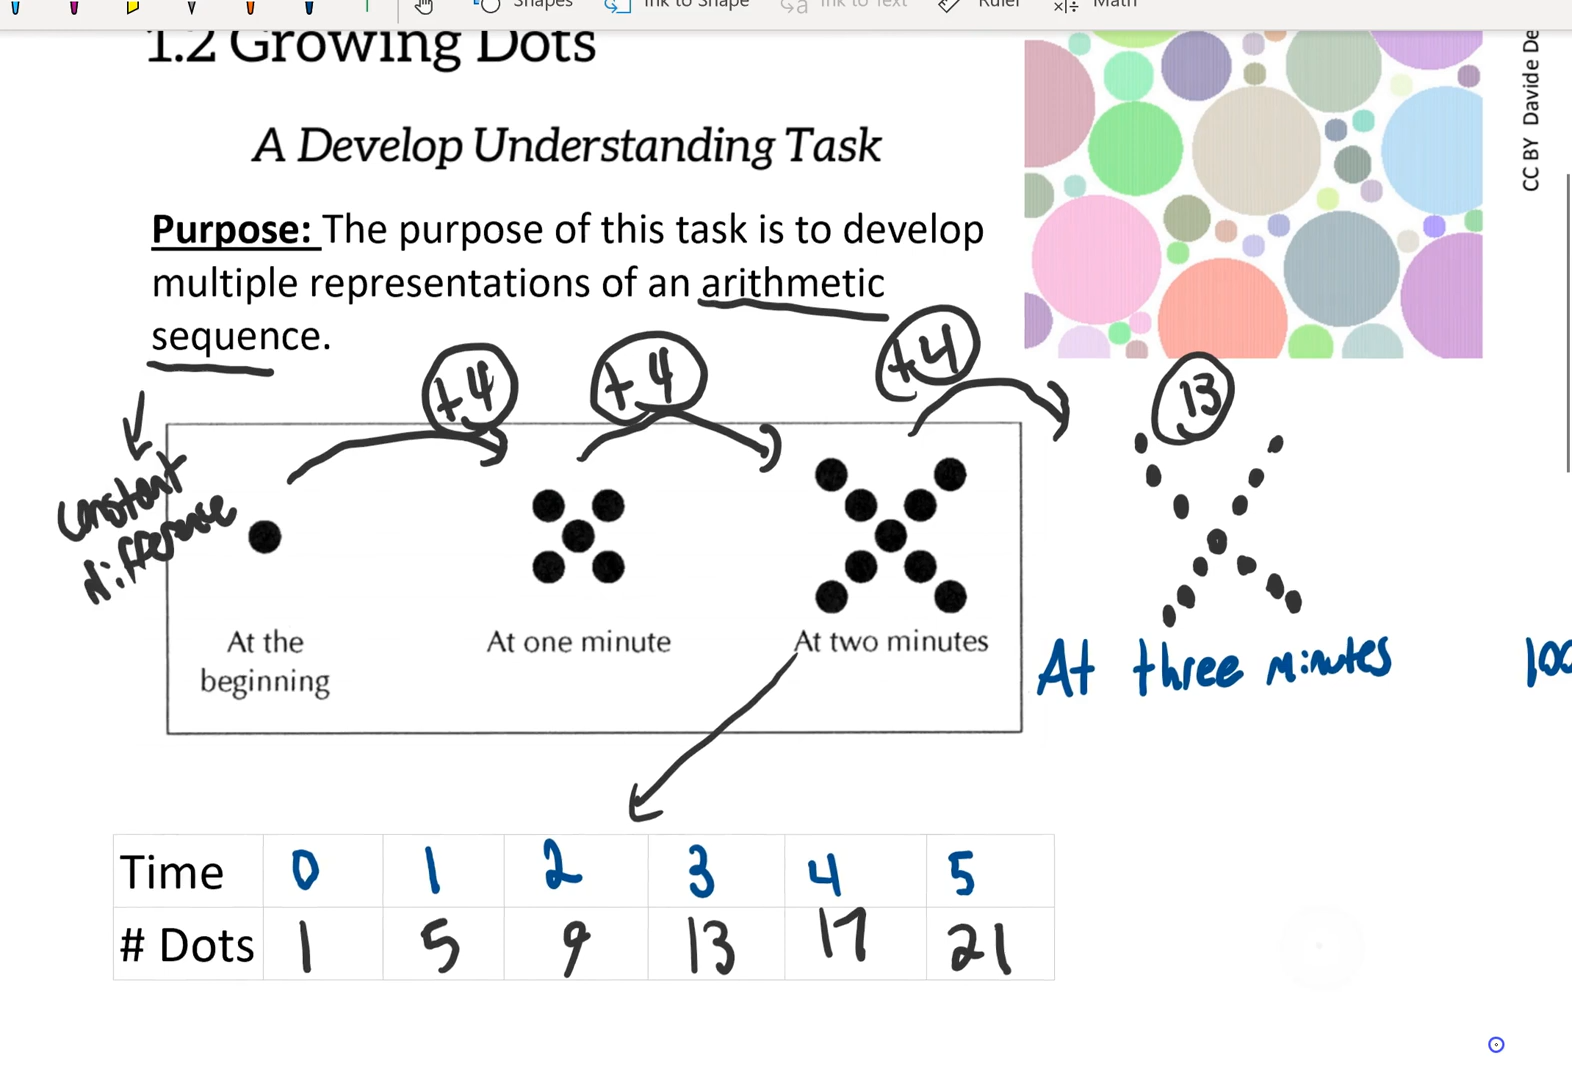 Shapes Ink to Shape Ink to Text Ruler Math
1.2 Growing Dots
A Develop Understanding Task
CC BY Davide De
Purpose: The purpose of this task is to develop
multiple representations of an arithmetic
sequence.
+4 +4 +4 13
constant
difference
At the
beginning
At one minute
At two minutes
At three minutes
100
Time 0 1 2 3 4 5
# Dots 1 5 9 13 17 21